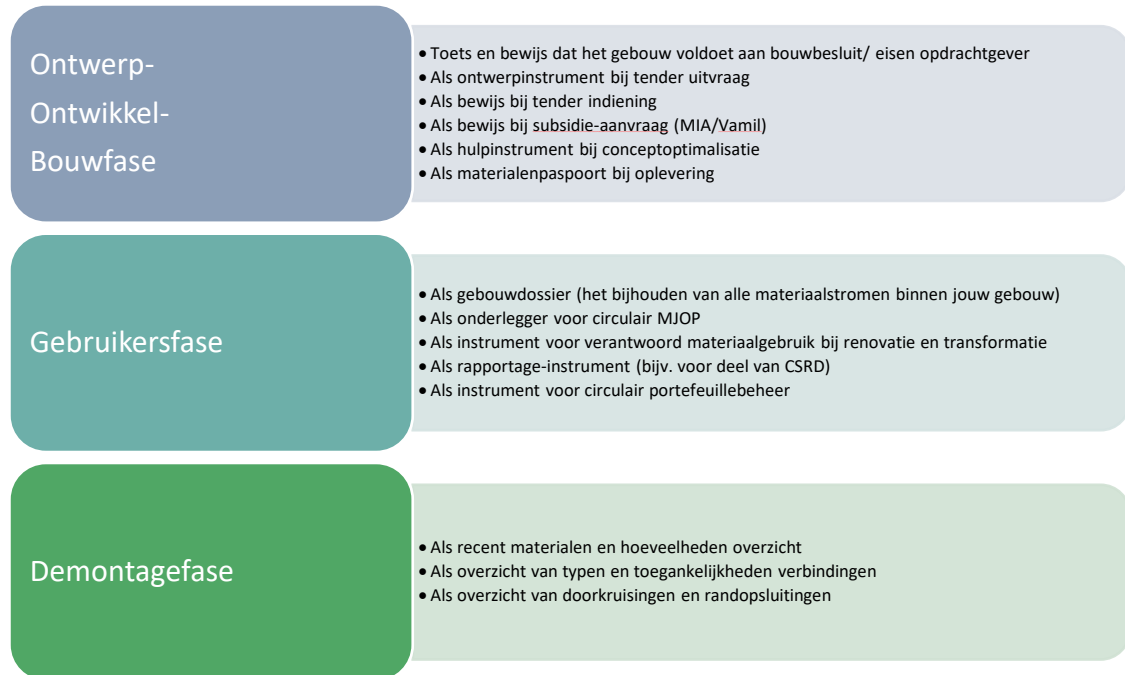 Ontwerp-
Ontwikkel-
Bouwfase
• Toets en bewijs dat het gebouw voldoet aan bouwbesluit/ eisen opdrachtgever
• Als ontwerpinstrument bij tender uitvraag
• Als bewijs bij tender indiening
• Als bewijs bij subsidie-aanvraag (MIA/Vamil)
• Als hulpinstrument bij conceptoptimalisatie
• Als materialenpaspoort bij oplevering
Gebruikersfase
• Als gebouwdossier (het bijhouden van alle materiaalstromen binnen jouw gebouw)
• Als onderlegger voor circulair MJOP
• Als instrument voor verantwoord materiaalgebruik bij renovatie en transformatie
• Als rapportage-instrument (bijv. voor deel van CSRD)
• Als instrument voor circulair portefeuillebeheer
Demontagefase
• Als recent materialen en hoeveelheden overzicht
• Als overzicht van typen en toegankelijkheden verbindingen
• Als overzicht van doorkruisingen en randopsluitingen